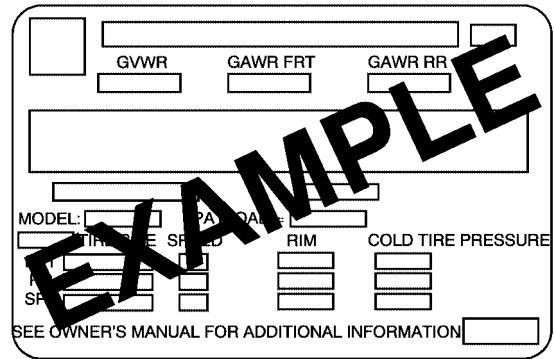 GVWR GAWR FRT GAWR RR
EXAMPLE
MODEL:
RIM COLD TIRE PRESSURE
SEE OWNER'S MANUAL FOR ADDITIONAL INFORMATION